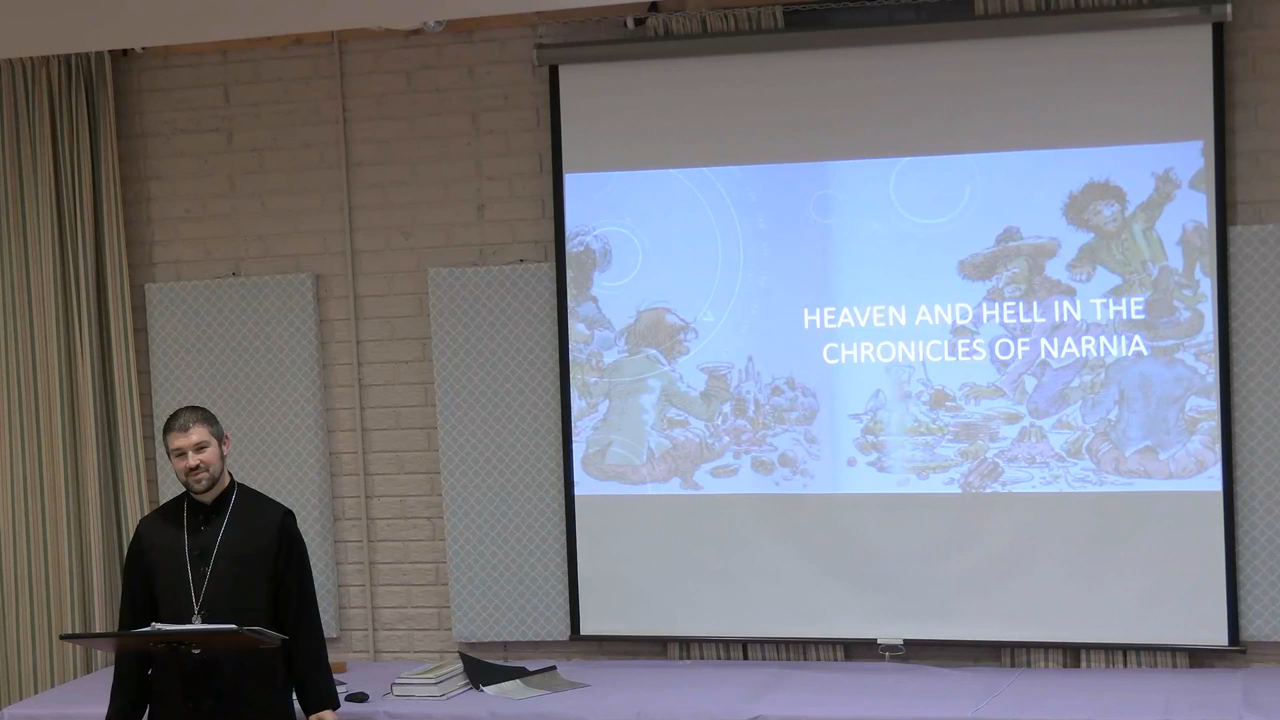 HEAVEN AND HELL IN THE
CHRONICLES OF NARNIA